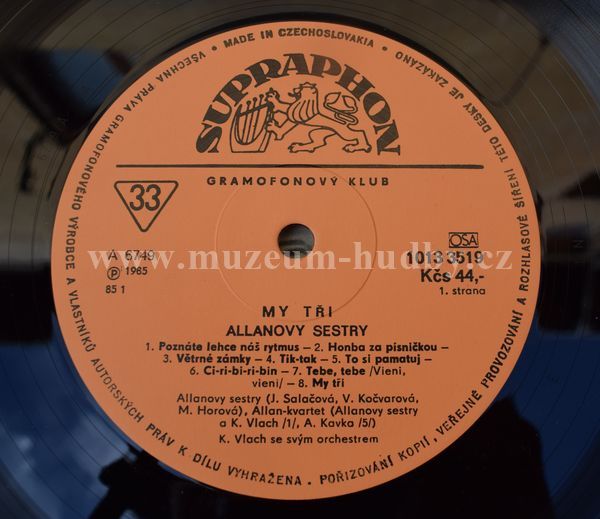 VŠECHNA PRÁVA GRAMOFONOVÉHO VÝROBCE A VLASTNÍKŮ AUTORSKÝCH PRÁV K DÍLU VYHRAŽENA • POŘIZOVÁNÍ KOPIÍ, VEŘEJNÉ PROVOZOVÁNÍ A ROZHLASOVÉ ŠÍŘENÍ TÉTO DESKY JE ZAKÁZÁNO
• MADE IN CZECHOSLOVAKIA •
SUPRAPHON
GRAMOFONOVÝ KLUB
33
OSA
A 6749
1013 3519
www.muzeum-hudby.cz
Ⓟ 1985
Kčs 44,-
85 1
1. strana
MY TŘI
ALLANOVY SESTRY
1. Poznáte lehce náš rytmus – 2. Honba za písničkou –
3. Větrné zámky – 4. Tik-tak – 5. To si pamatuj –
6. Ci-ri-bi-ri-bin – 7. Tebe, tebe /Vieni,
vieni/ – 8. My tři
Allanovy sestry (J. Salačová, V. Kočvarová,
M. Horová), Allan-kvartet (Allanovy sestry
a K. Vlach /1/, A. Kavka /5/)
K. Vlach se svým orchestrem